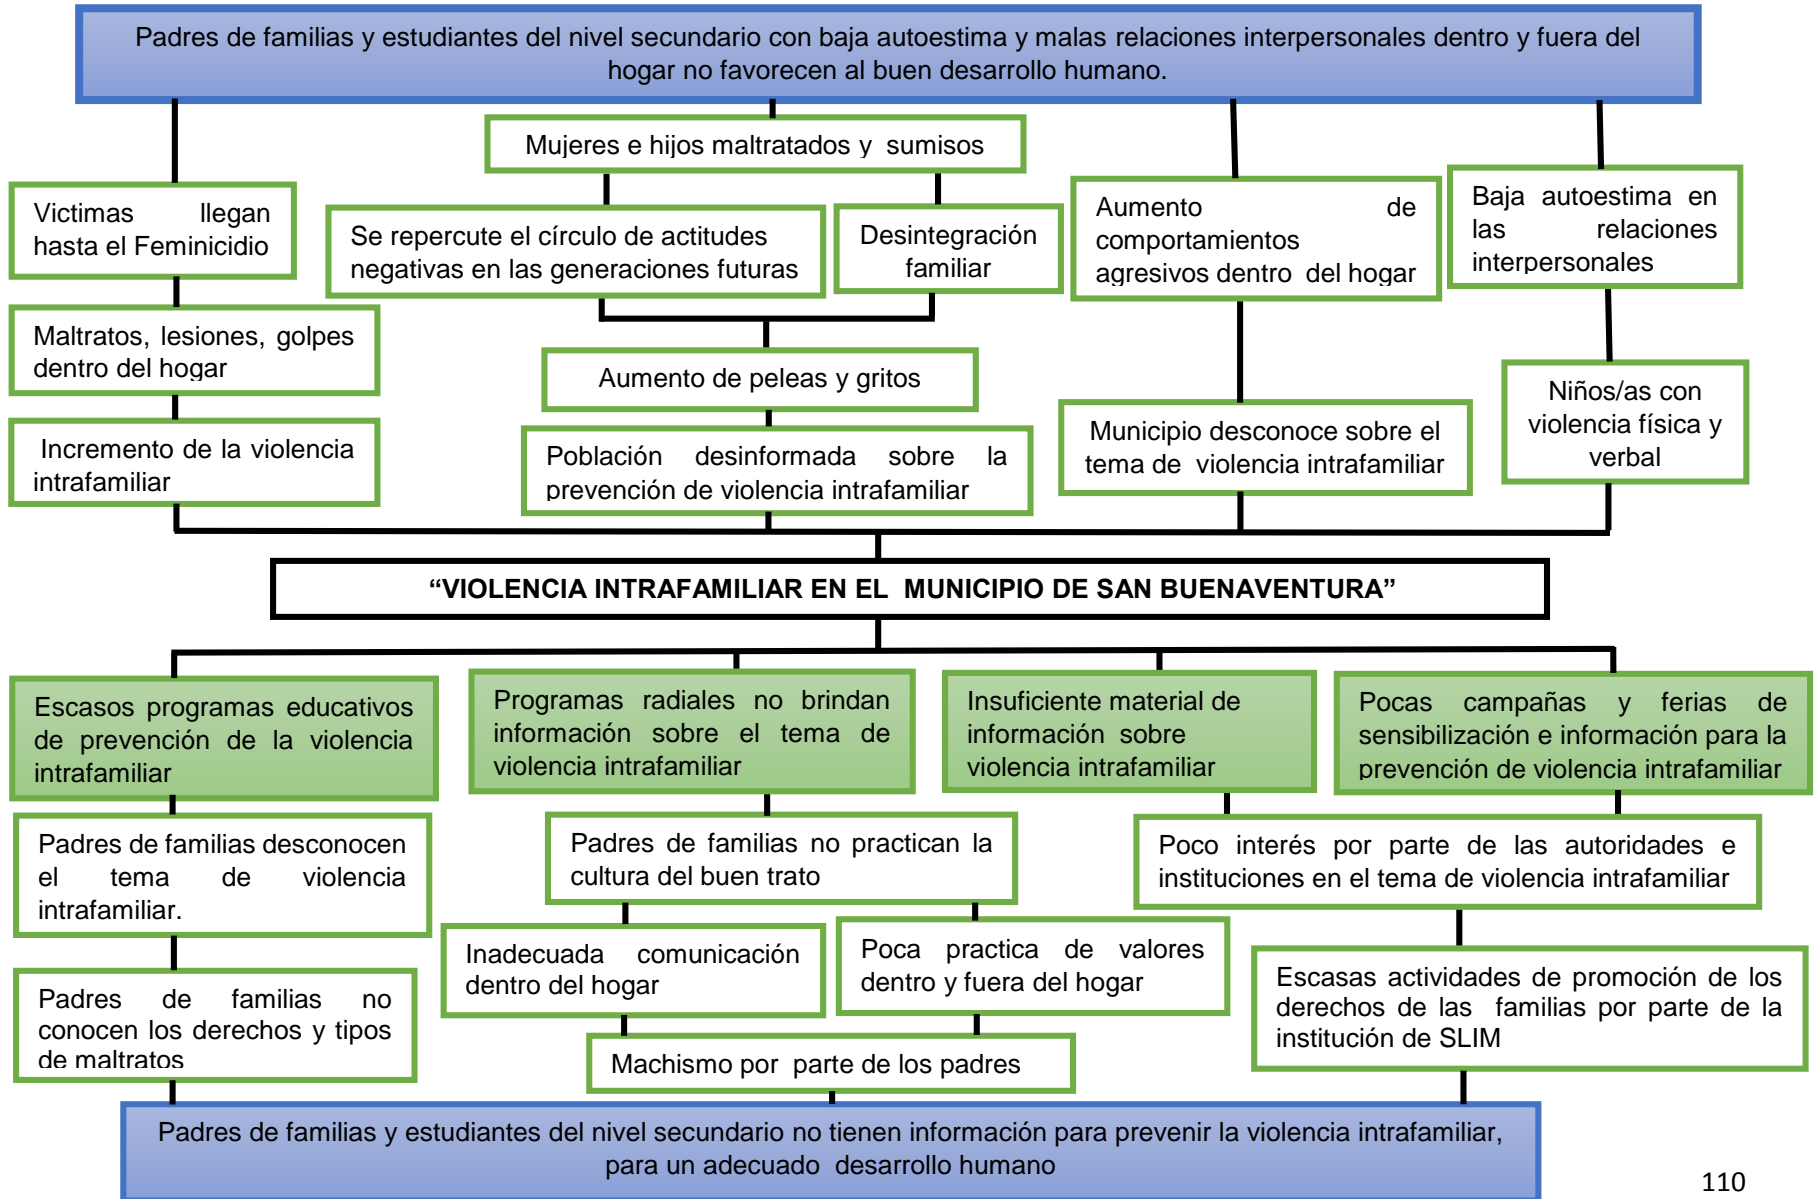 Padres de familias y estudiantes del nivel secundario con baja autoestima y malas relaciones interpersonales dentro y fuera del
hogar no favorecen al buen desarrollo humano.
Mujeres e hijos maltratados y sumisos
Victimas llegan
hasta el Feminicidio
Se repercute el círculo de actitudes
negativas en las generaciones futuras
Desintegración
familiar
Aumento de
comportamientos
agresivos dentro del hogar
Baja autoestima en
las relaciones
interpersonales
Maltratos, lesiones, golpes
dentro del hogar
Aumento de peleas y gritos
Incremento de la violencia
intrafamiliar
Población desinformada sobre la
prevención de violencia intrafamiliar
Municipio desconoce sobre el
tema de violencia intrafamiliar
Niños/as con
violencia física y
verbal
“VIOLENCIA INTRAFAMILIAR EN EL MUNICIPIO DE SAN BUENAVENTURA”
Escasos programas educativos
de prevención de la violencia
intrafamiliar
Programas radiales no brindan
información sobre el tema de
violencia intrafamiliar
Insuficiente material de
información sobre
violencia intrafamiliar
Pocas campañas y ferias de
sensibilización e información para la
prevención de violencia intrafamiliar
Padres de familias desconocen
el tema de violencia
intrafamiliar.
Padres de familias no practican la
cultura del buen trato
Poco interés por parte de las autoridades e
instituciones en el tema de violencia intrafamiliar
Inadecuada comunicación
dentro del hogar
Poca practica de valores
dentro y fuera del hogar
Padres de familias no
conocen los derechos y tipos
de maltratos
Escasas actividades de promoción de los
derechos de las familias por parte de la
institución de SLIM
Machismo por parte de los padres
Padres de familias y estudiantes del nivel secundario no tienen información para prevenir la violencia intrafamiliar,
para un adecuado desarrollo humano
110